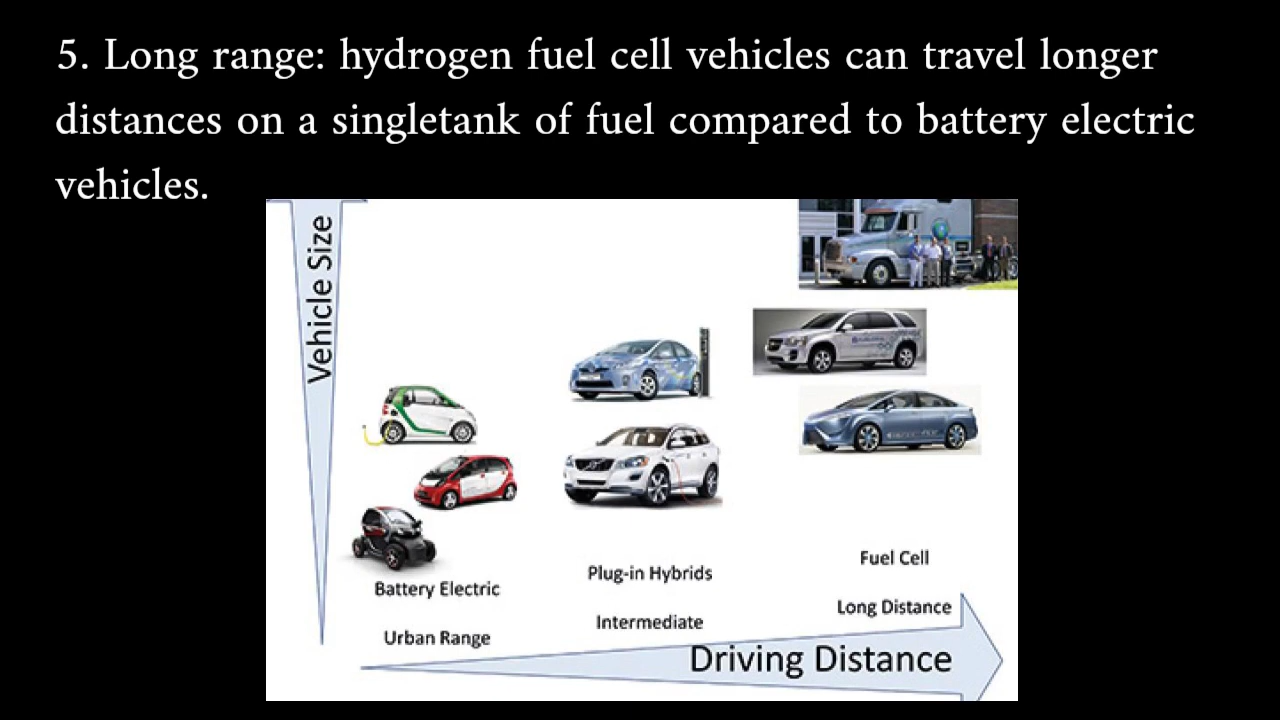 5. Long range: hydrogen fuel cell vehicles can travel longer
distances on a singletank of fuel compared to battery electric
vehicles.
Vehicle Size
Battery Electric
Urban Range
Plug-in Hybrids
Intermediate
Fuel Cell
Long Distance
Driving Distance